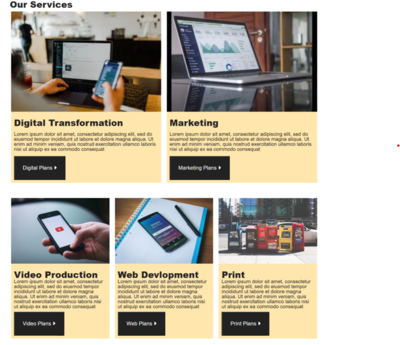 Our Services
Digital Transformation
Lorem ipsum dolor sit amet, consectetur adipiscing elit, sed do
eiusmod tempor incididunt ut labore et dolore magna aliqua. Ut
enim ad minim veniam, quis nostrud exercitation ullamco laboris
nisi ut aliquip ex ea commodo consequat
Digital Plans
Marketing
Lorem ipsum dolor sit amet, consectetur adipiscing elit, sed do
eiusmod tempor incididunt ut labore et dolore magna aliqua. Ut
enim ad minim veniam, quis nostrud exercitation ullamco laboris
nisi ut aliquip ex ea commodo consequat
Marketing Plans
Video Production
Lorem ipsum dolor sit amet,
consectetur adipiscing elit, sed do
eiusmod tempor incididunt ut
labore et dolore magna aliqua. Ut
enim ad minim veniam, quis
nostrud exercitation ullamco laboris
nisi ut aliquip ex ea commodo
consequat
Video Plans
Web Devlopment
Lorem ipsum dolor sit amet,
consectetur adipiscing elit, sed do
eiusmod tempor incididunt ut
labore et dolore magna aliqua. Ut
enim ad minim veniam, quis
nostrud exercitation ullamco laboris
nisi ut aliquip ex ea commodo
consequat
Web Plans
Print
Lorem ipsum dolor sit amet,
consectetur adipiscing elit, sed do
eiusmod tempor incididunt ut
labore et dolore magna aliqua. Ut
enim ad minim veniam, quis
nostrud exercitation ullamco laboris
nisi ut aliquip ex ea commodo
consequat
Print Plans